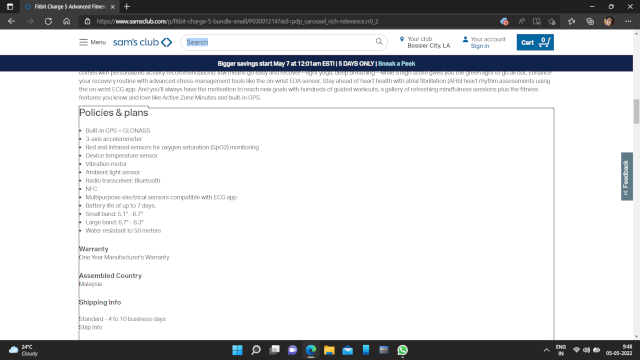 Fitbit Charge 5 Advanced Fitnes
https://www.samsclub.com/p/fitbit-charge-5-bundle-small/P03001214?xid=pdp_carousel_rich-relevance.rr0_2
Menu
sam's club
Search
Your club
Bossier City, LA
Your account
Sign in
Cart
0
Bigger savings start May 7 at 12:01am EST! | 5 DAYS ONLY | Sneak a Peek
comes with personalized activity recommendations: low means go easy and recover—light yoga, deep breathing—while a high score gives you the green light to go all out. Enhance
your recovery routine with advanced stress management tools like the on-wrist EDA sensor. Stay ahead of heart health with atrial fibrillation (AFib) heart rhythm assessments using
the on-wrist ECG app. And you'll always have the motivation to reach new goals with hundreds of guided workouts, a gallery of refreshing mindfulness sessions plus the fitness
features you know and love like Active Zone Minutes and built-in GPS.
Policies & plans
Built-in GPS + GLONASS
3-axis accelerometer
Red and infrared sensors for oxygen saturation (SpO2) monitoring
Device temperature sensor
Vibration motor
Ambient light sensor
Radio transceiver: Bluetooth
NFC
Multipurpose electrical sensors compatible with ECG app
Battery life of up to 7 days.
Small band: 5.1" - 6.7"
Large band: 6.7" - 8.3"
Water resistant to 50 meters
Warranty
One Year Manufacturer's Warranty
Assembled Country
Malaysia
Shipping Info
Standard - 4 to 10 business days
Ship Info
Feedback
24°C
Cloudy
ENG
IN
9:48
05-05-2022